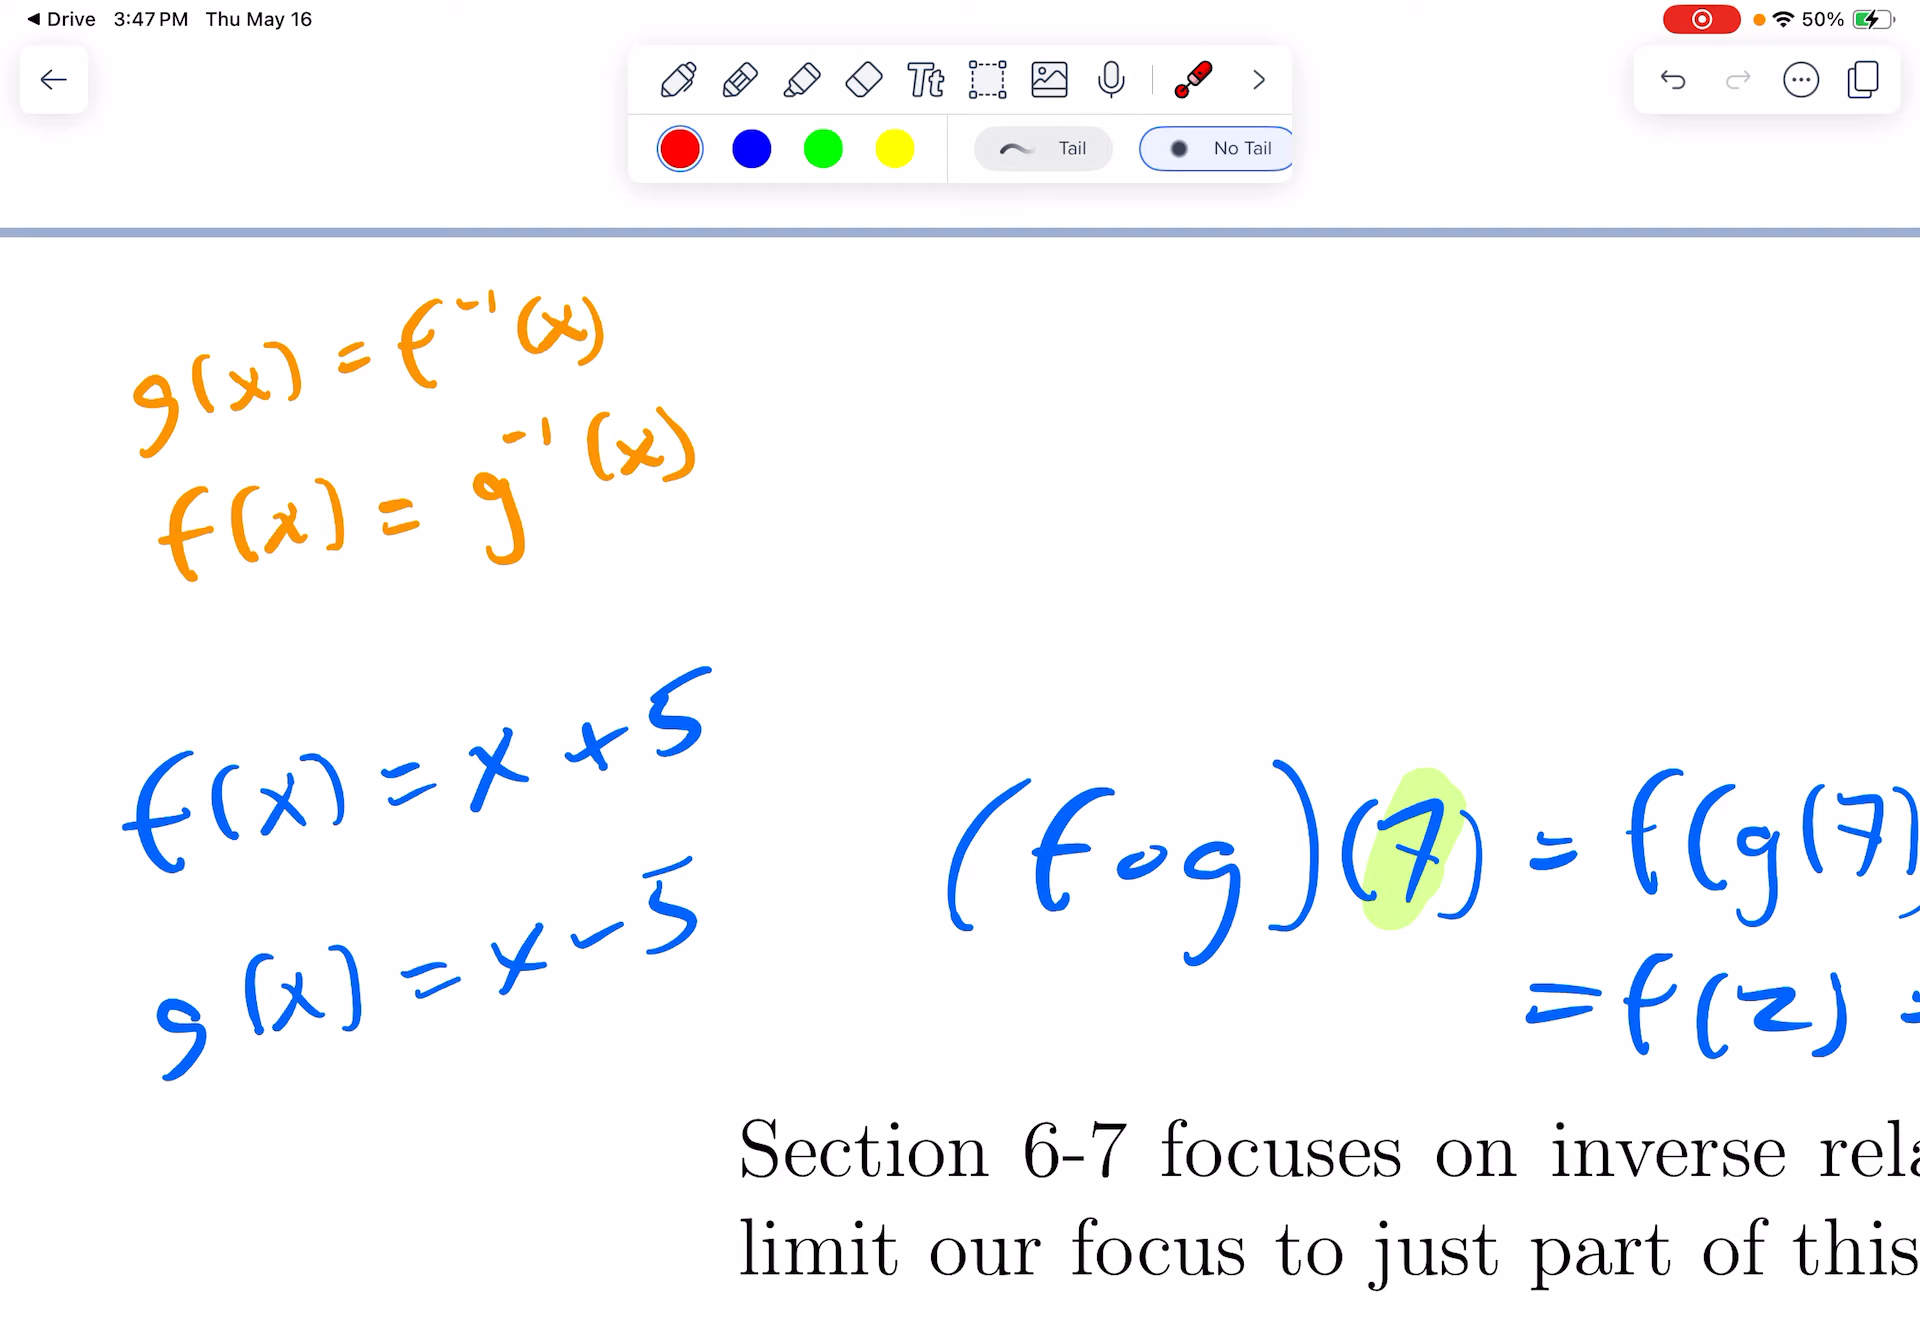 Drive 3:47 PM Thu May 16
50%
Tt
Tail No Tail
g(x) = f⁻¹(x)
f(x) = g⁻¹(x)
f(x) = x + 5
g(x) = x - 5
(f∘g)(7) = f(g(7)
= f(2)
Section 6-7 focuses on inverse rela
limit our focus to just part of this